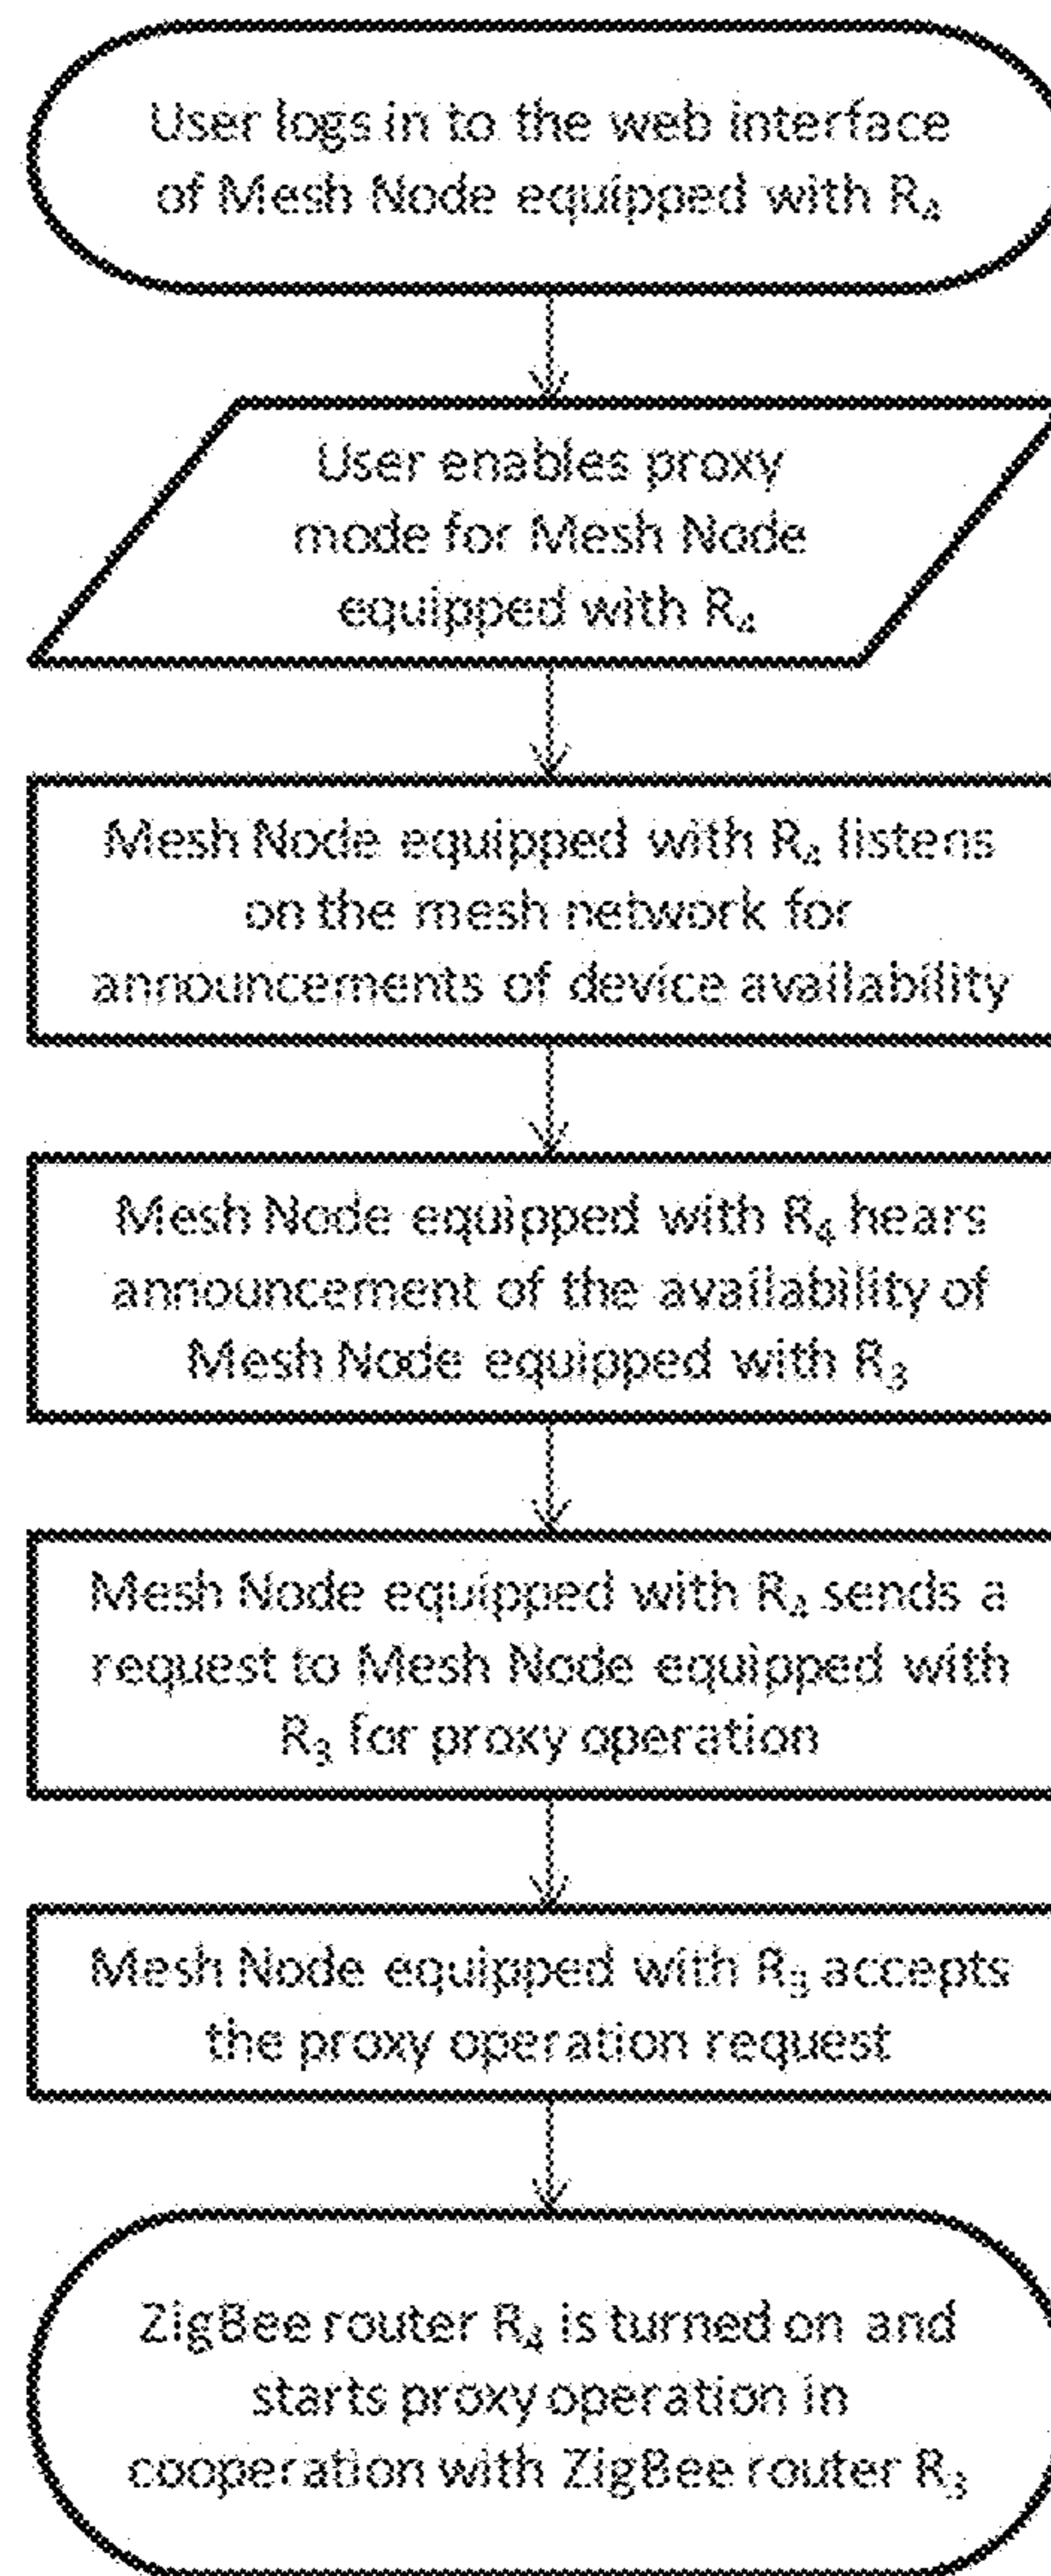 User logs in to the web interface
of Mesh Node equipped with R₄
User enables proxy
mode for Mesh Node
equipped with R₄
Mesh Node equipped with R₄ listens
on the mesh network for
announcements of device availability
Mesh Node equipped with R₄ hears
announcement of the availability of
Mesh Node equipped with R₃
Mesh Node equipped with R₄ sends a
request to Mesh Node equipped with
R₃ for proxy operation
Mesh Node equipped with R₃ accepts
the proxy operation request
ZigBee router R₄ is turned on and
starts proxy operation in
cooperation with ZigBee router R₃